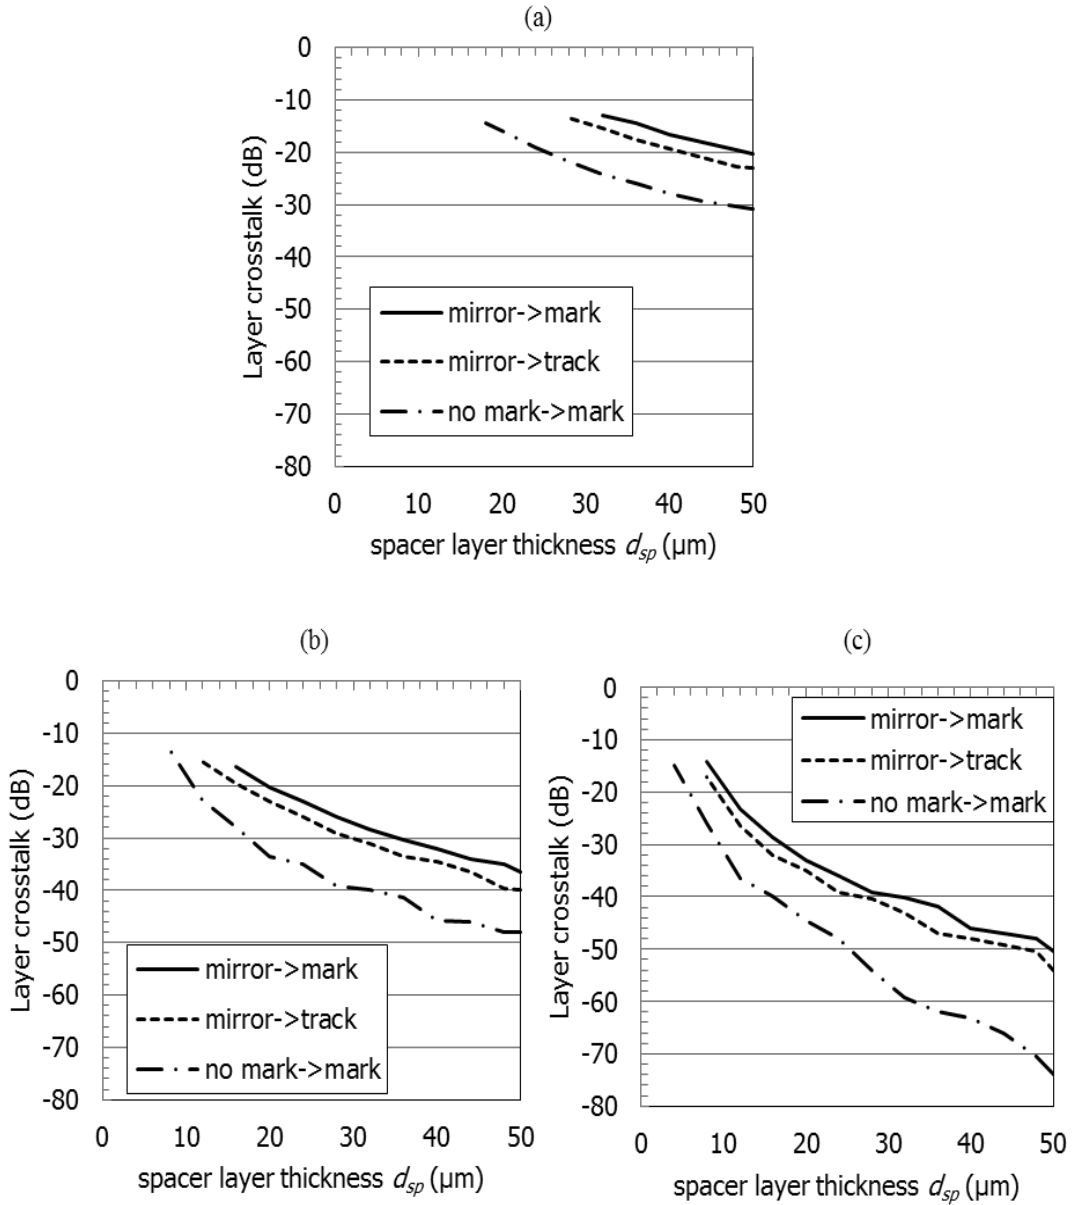 (a)
Layer crosstalk (dB)
0
-10
-20
-30
-40
-50
-60
-70
-80
mirror->mark
mirror->track
no mark->mark
0 10 20 30 40 50
spacer layer thickness dsp (µm)
(b)
Layer crosstalk (dB)
0
-10
-20
-30
-40
-50
-60
-70
-80
mirror->mark
mirror->track
no mark->mark
0 10 20 30 40 50
spacer layer thickness dsp (µm)
(c)
Layer crosstalk (dB)
0
-10
-20
-30
-40
-50
-60
-70
-80
mirror->mark
mirror->track
no mark->mark
0 10 20 30 40 50
spacer layer thickness dsp (µm)